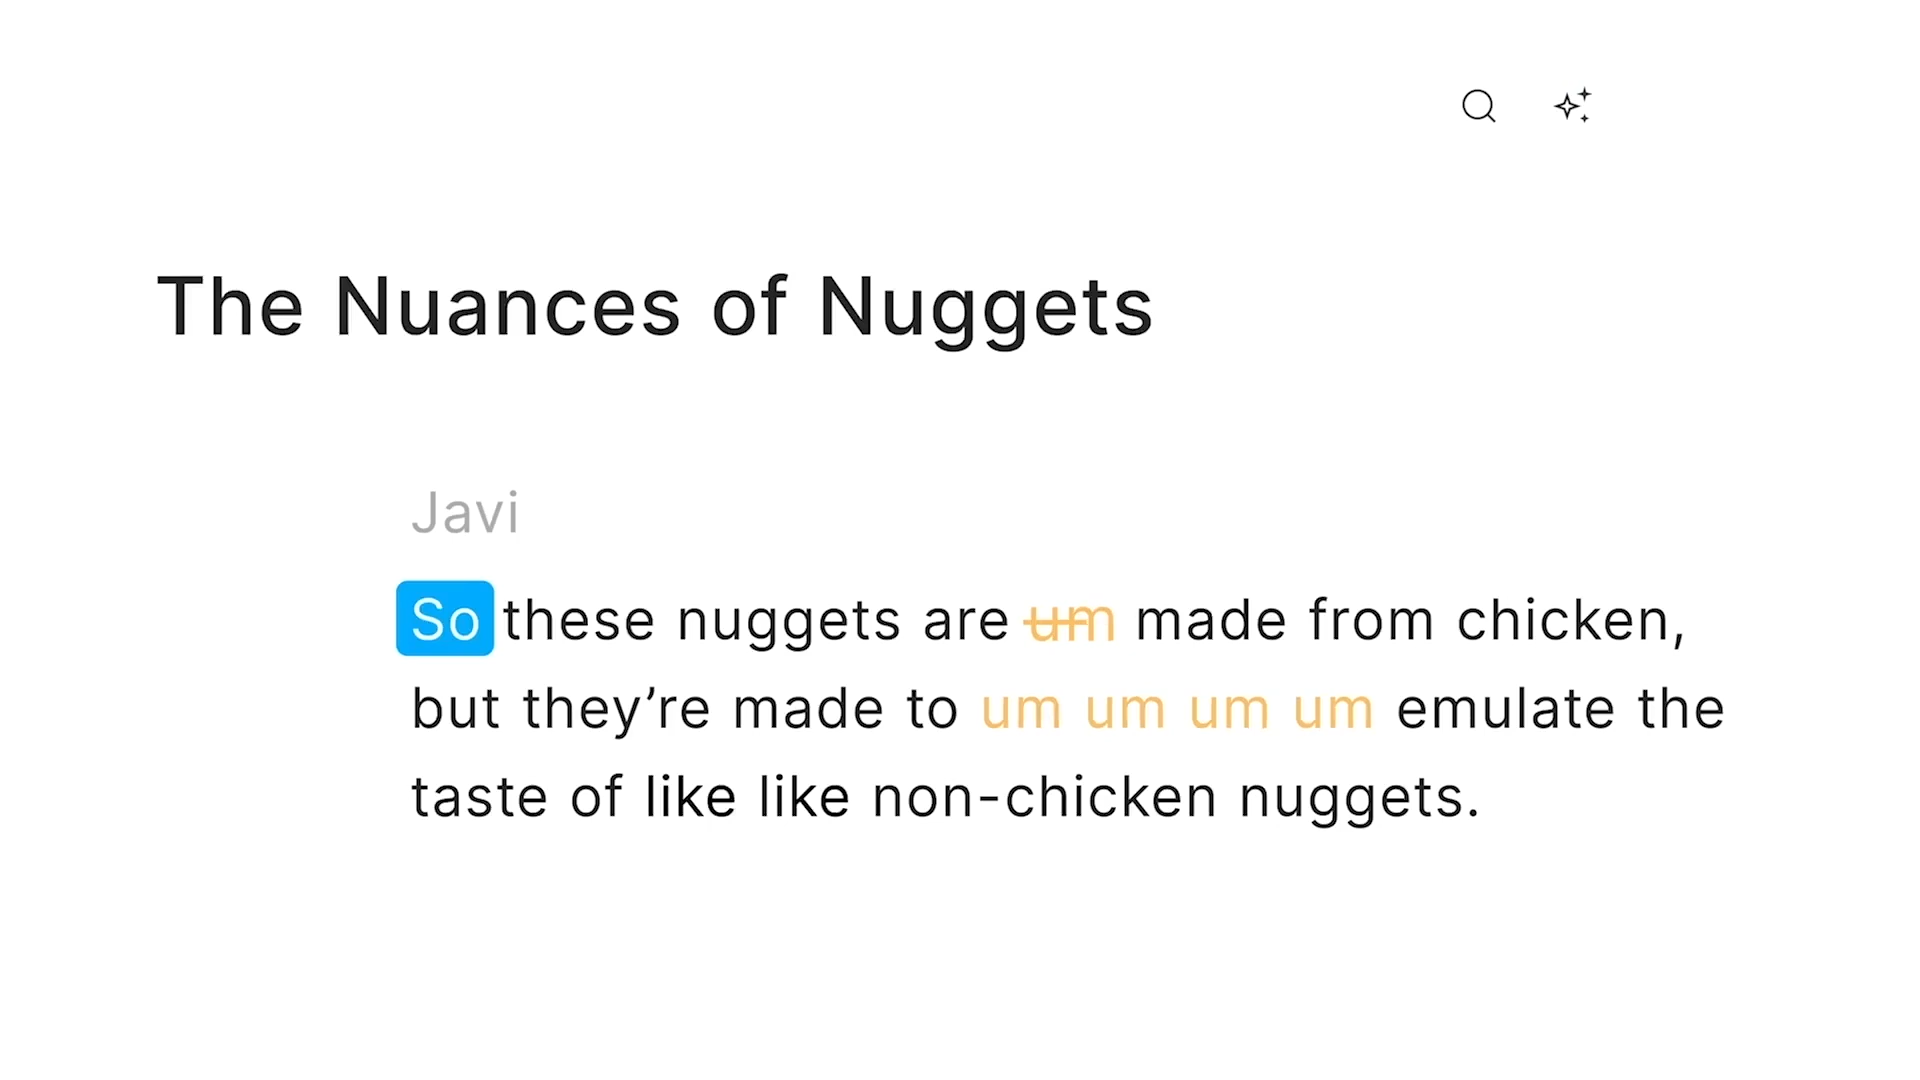 The Nuances of Nuggets
Javi
So these nuggets are um made from chicken,
but they’re made to um um um um emulate the
taste of like like non-chicken nuggets.